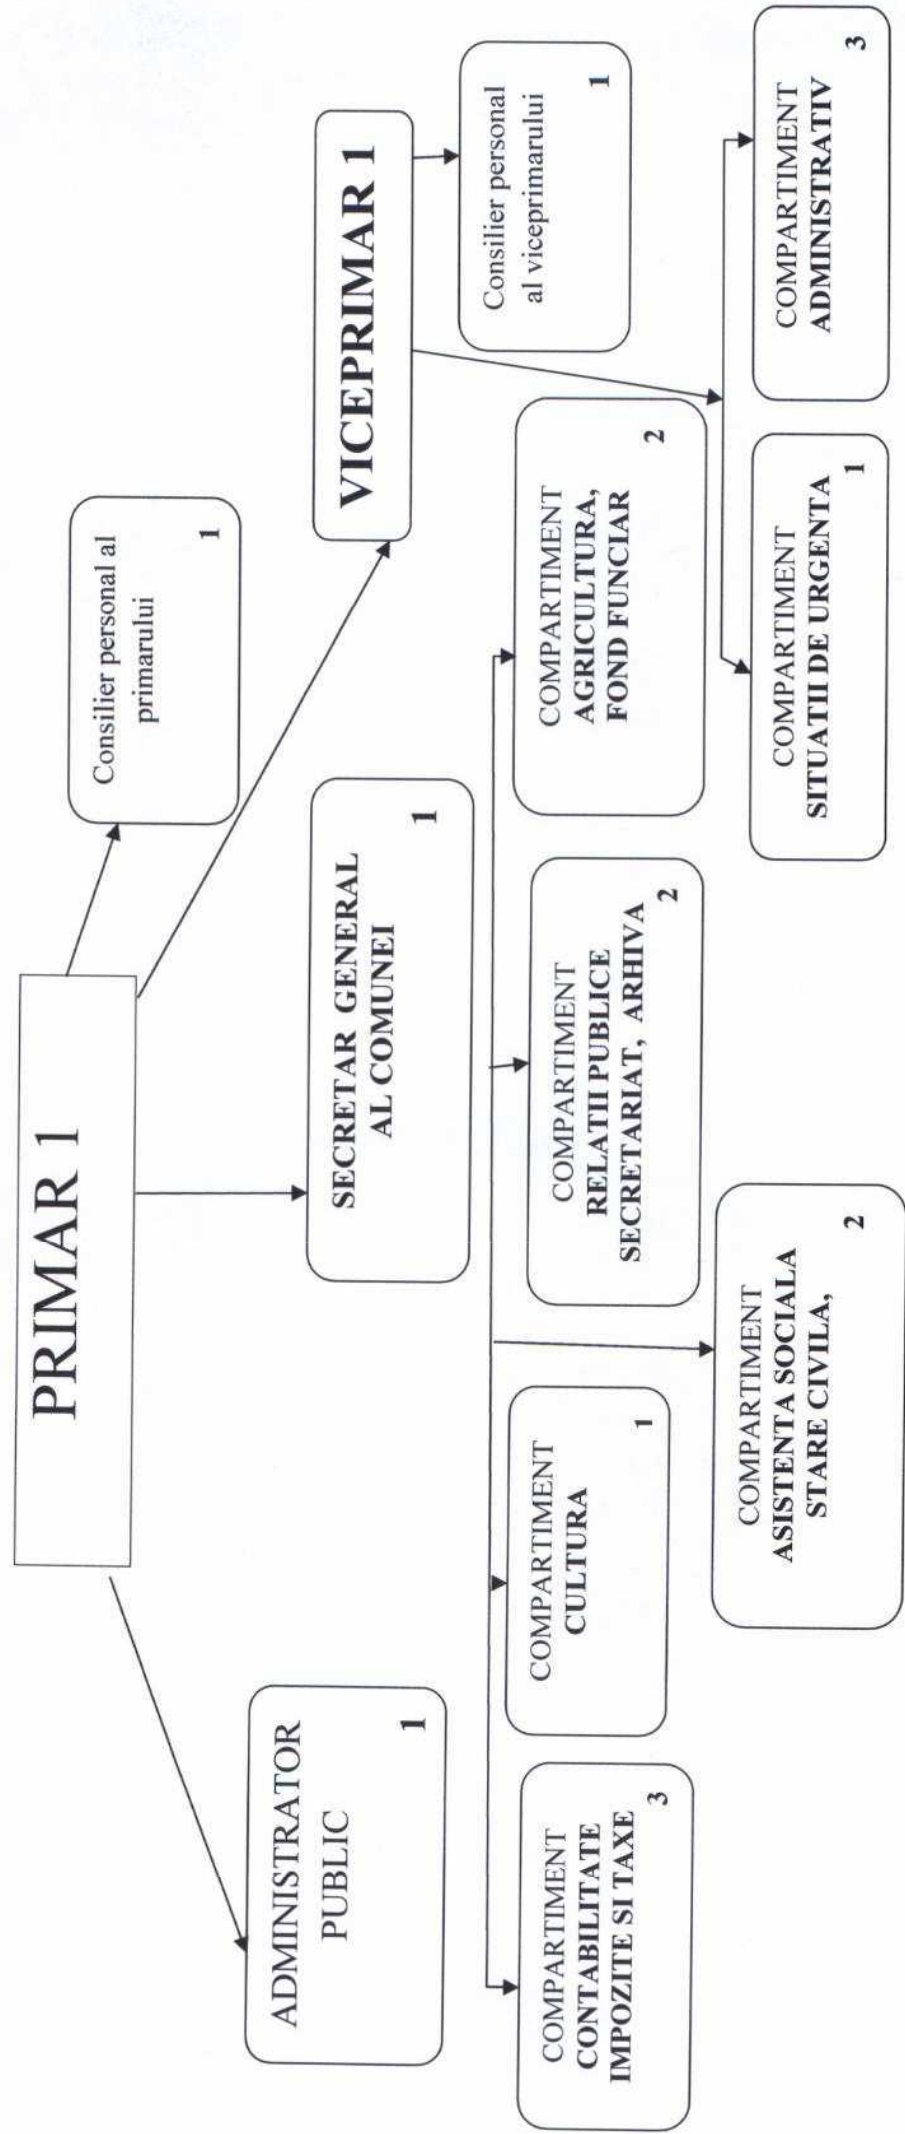 PRIMAR 1
Consilier personal al
primarului
1
VICEPRIMAR 1
Consilier personal
al viceprimarului
1
ADMINISTRATOR
PUBLIC
1
SECRETAR GENERAL
AL COMUNEI
1
COMPARTIMENT
CONTABILITATE
IMPOZITE SI TAXE
3
COMPARTIMENT
CULTURA
1
COMPARTIMENT
RELATII PUBLICE
SECRETARIAT, ARHIVA
2
COMPARTIMENT
AGRICULTURA,
FOND FUNCIAR
2
COMPARTIMENT
ASISTENTA SOCIALA
STARE CIVILA,
2
COMPARTIMENT
SITUATII DE URGENTA
1
COMPARTIMENT
ADMINISTRATIV
3